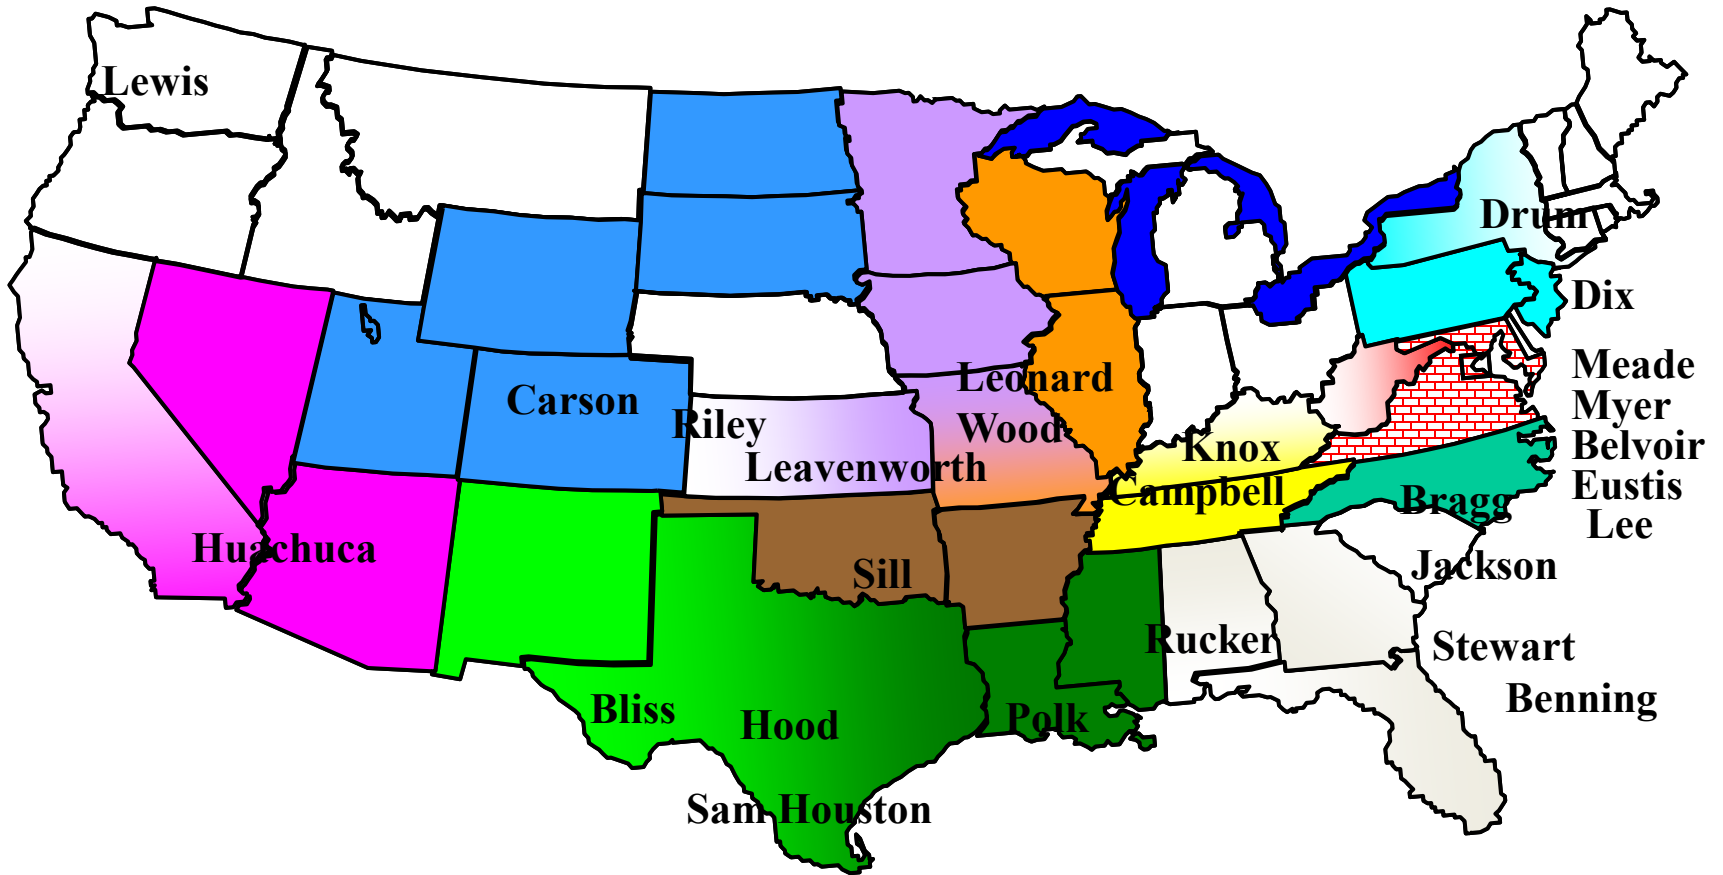 Lewis
Drum
Dix
Meade
Leonard
Wood
Carson
Myer
Riley
Knox
Belvoir
Leavenworth
Campbell
Eustis
Bragg
Lee
Huachuca
Sill
Jackson
Rucker
Stewart
Benning
Bliss
Hood
Polk
Sam Houston